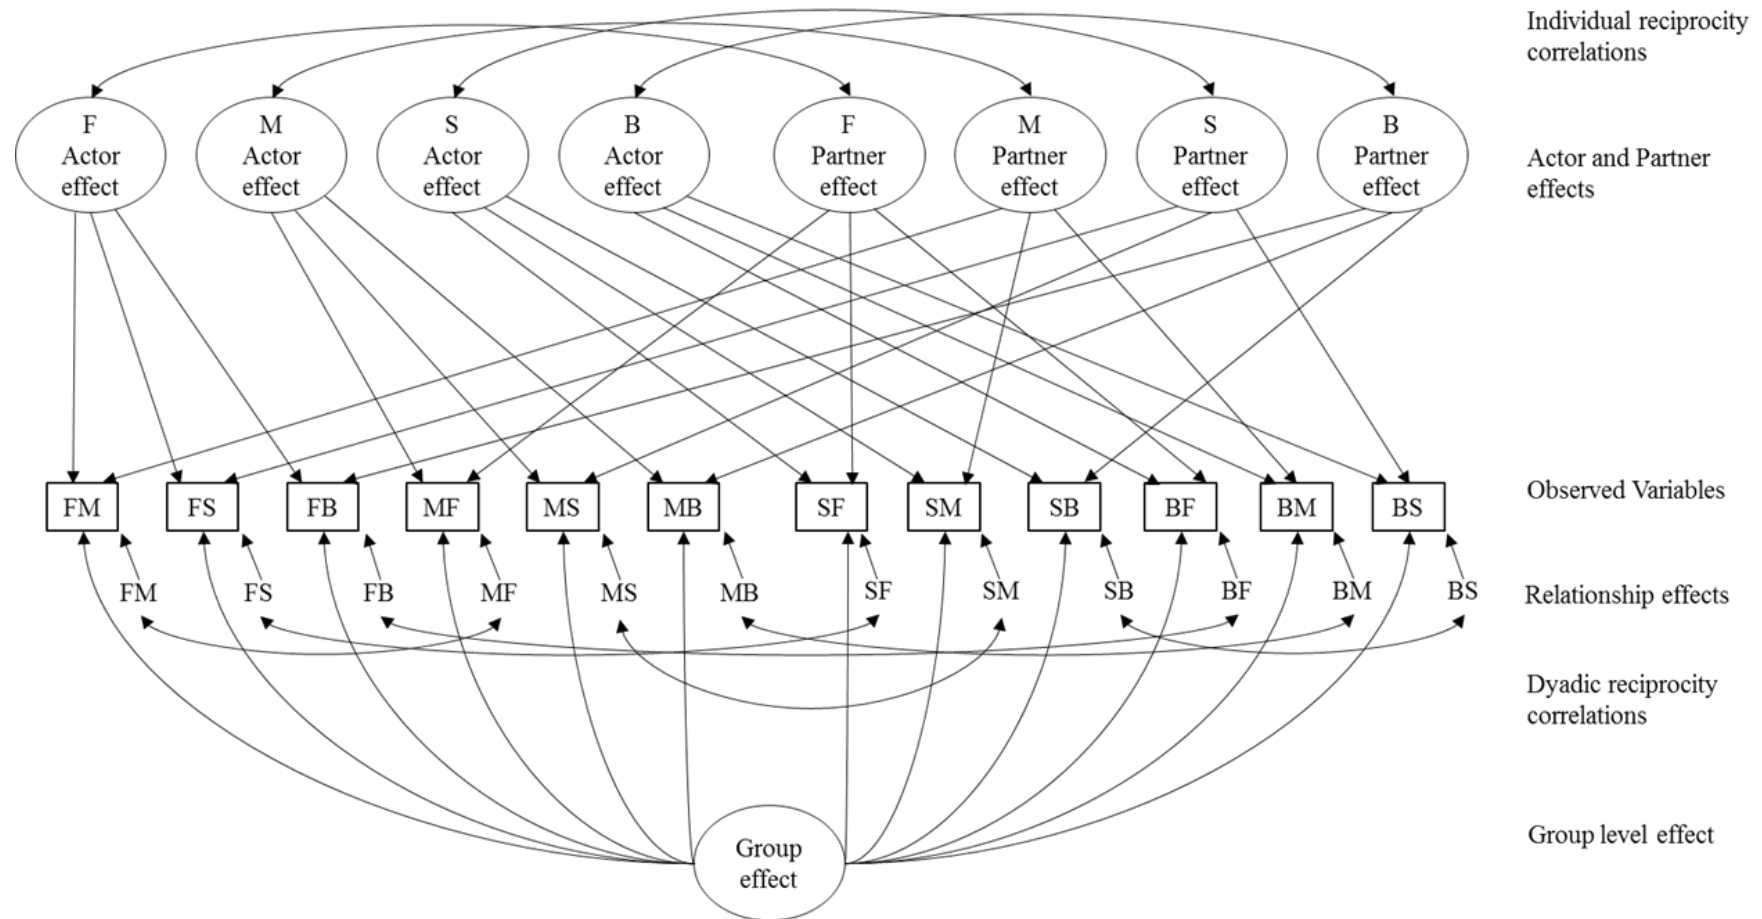 Individual reciprocity
correlations
F
Actor
effect
M
Actor
effect
S
Actor
effect
B
Actor
effect
F
Partner
effect
M
Partner
effect
S
Partner
effect
B
Partner
effect
Actor and Partner
effects
FM FS FB MF MS MB SF SM SB BF BM BS
Observed Variables
FM FS FB MF MS MB SF SM SB BF BM BS
Relationship effects
Dyadic reciprocity
correlations
Group
effect
Group level effect